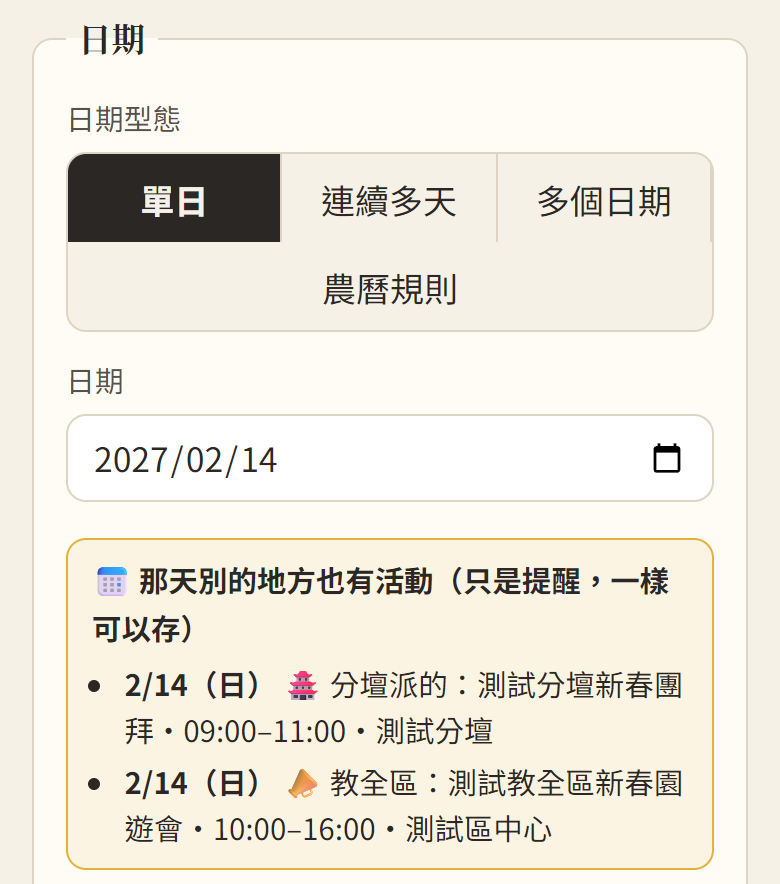 日期
日期型態
單日
連續多天
多個日期
農曆規則
日期
2027/02/14
那天別的地方也有活動（只是提醒，一樣
可以存）
2/14（日） 分壇派的：測試分壇新春團
拜・09:00–11:00・測試分壇
2/14（日） 教全區：測試教全區新春園
遊會・10:00–16:00・測試區中心